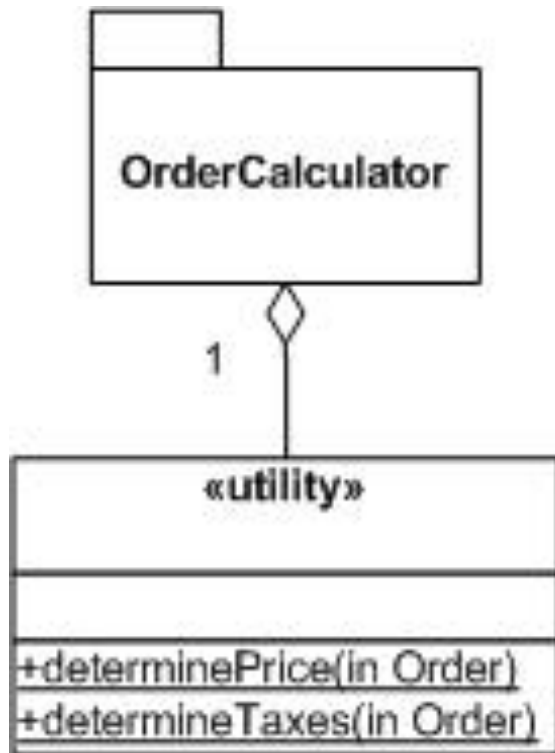 OrderCalculator
1
«utility»
+determinePrice(in Order)
+determineTaxes(in Order)